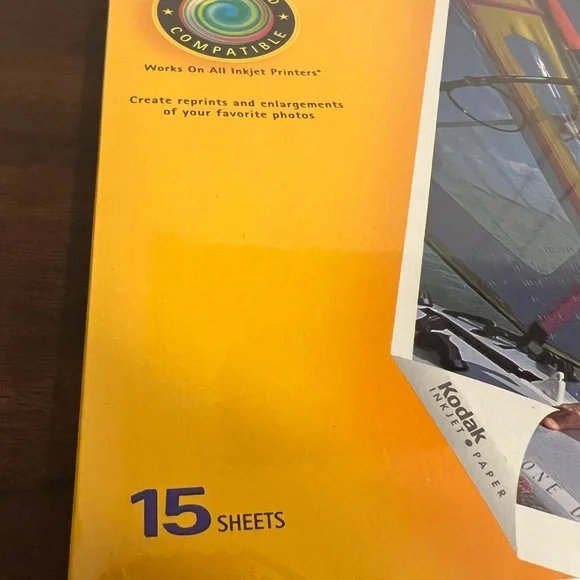 COMPATIBLE
Works On All Inkjet Printers*
Create reprints and enlargements
of your favorite photos
Kodak
INKJET • PAPER
ONE
15 SHEETS